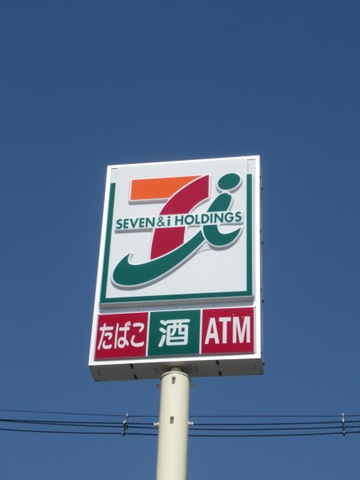 SEVEN & i HOLDINGS
たばこ 酒 ATM